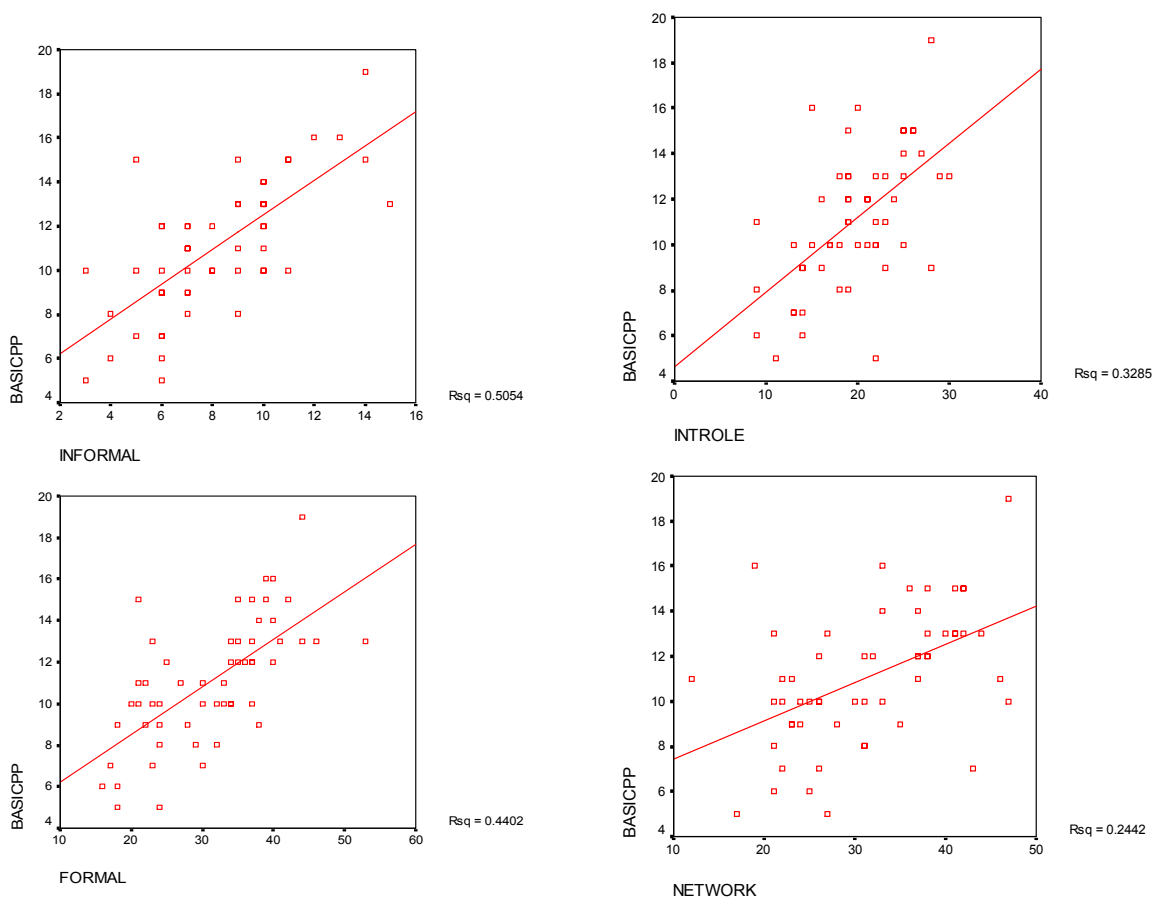 20
18
16
14
12
10
8
6
4
BASICPP
2 4 6 8 10 12 14 16
INFORMAL
Rsq = 0.5054
20
18
16
14
12
10
8
6
4
BASICPP
0 10 20 30 40
INTROLE
Rsq = 0.3285
20
18
16
14
12
10
8
6
4
BASICPP
10 20 30 40 50 60
FORMAL
Rsq = 0.4402
20
18
16
14
12
10
8
6
4
BASICPP
10 20 30 40 50
NETWORK
Rsq = 0.2442